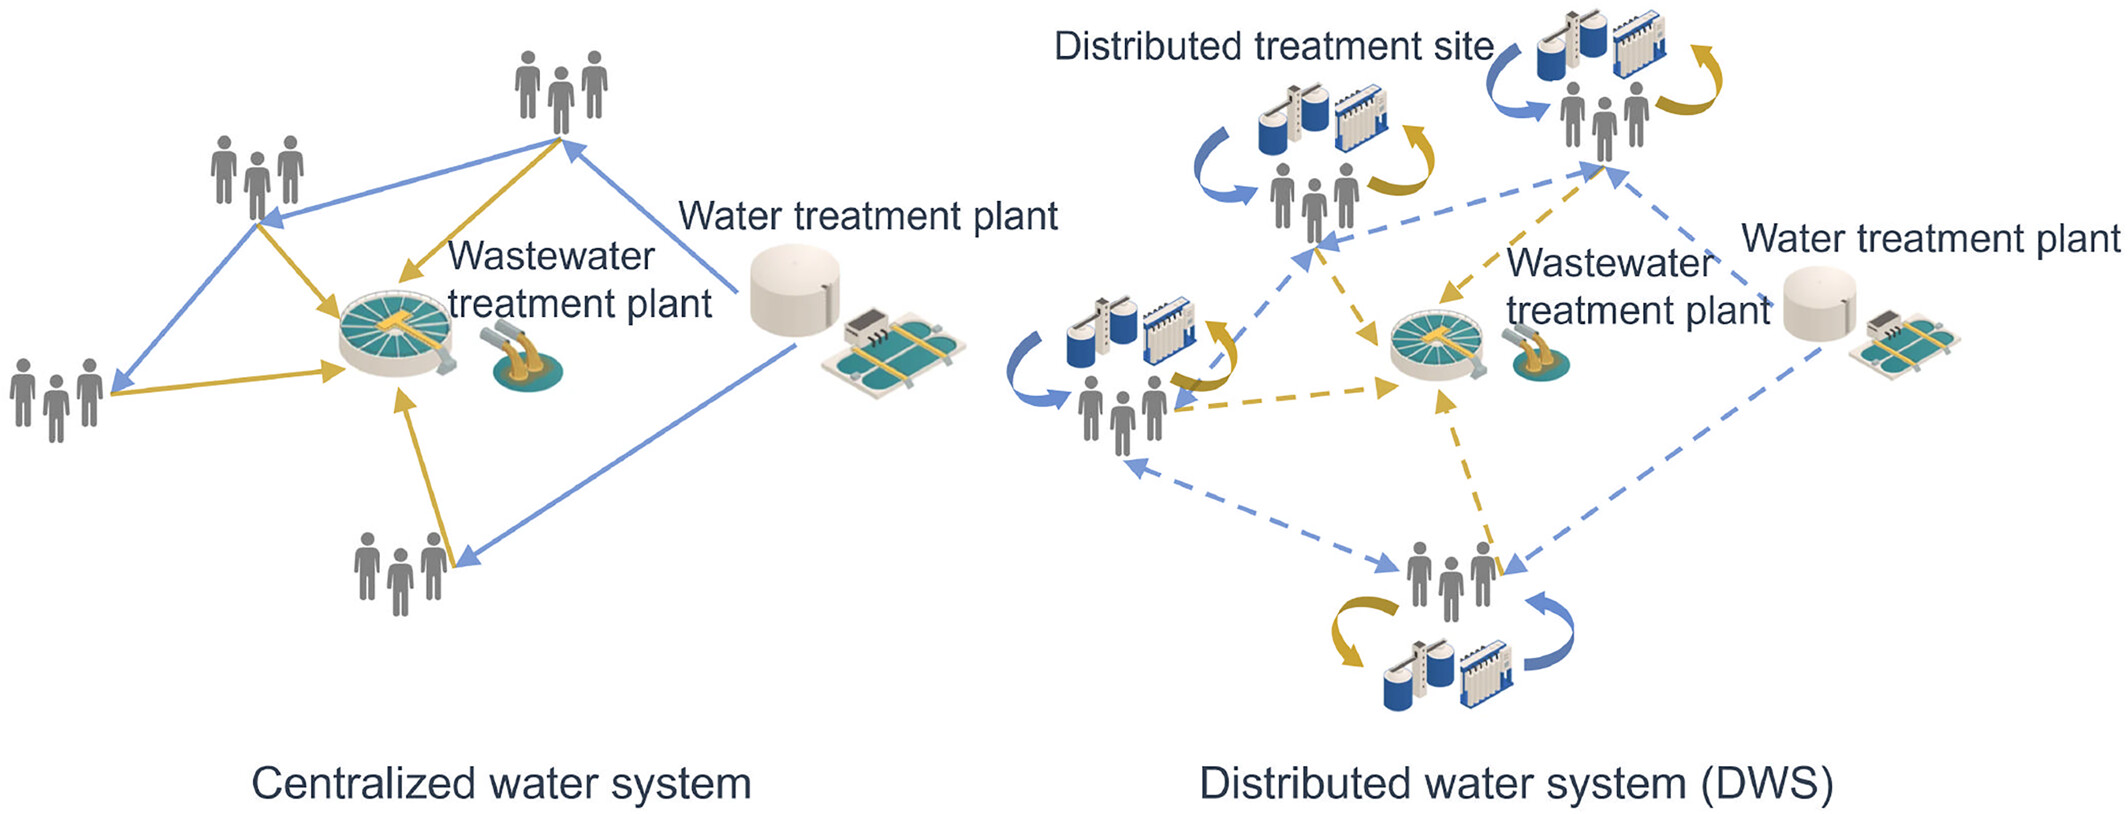 Distributed treatment site
Water treatment plant
Wastewater
treatment plant
Water treatment plant
Wastewater
treatment plant
Centralized water system
Distributed water system (DWS)